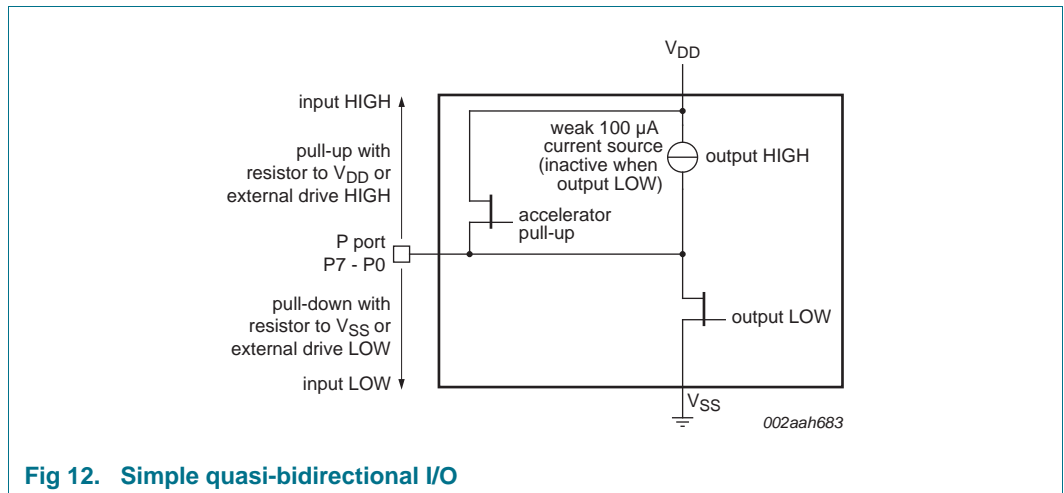 V_DD
input HIGH
pull-up with
resistor to V_DD or
external drive HIGH
P port
P7 - P0
pull-down with
resistor to V_SS or
external drive LOW
input LOW
weak 100 µA
current source
(inactive when
output LOW)
output HIGH
accelerator
pull-up
output LOW
V_SS
002aah683
Fig 12. Simple quasi-bidirectional I/O